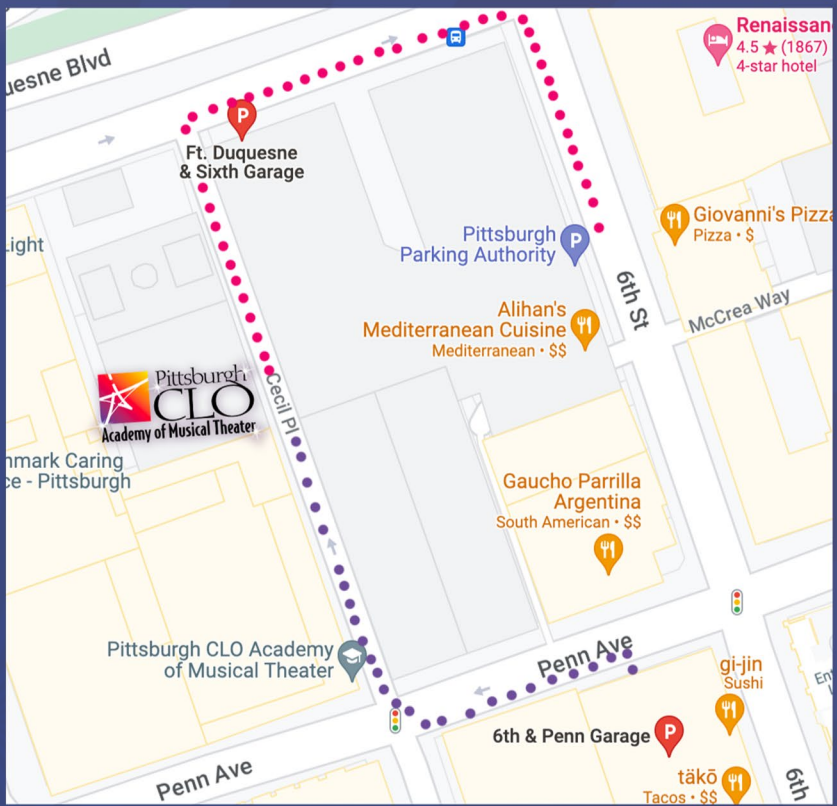 uesne Blvd
Renaissan
4.5 ★ (1867)
4-star hotel
P
Ft. Duquesne
& Sixth Garage
Light
Giovanni's Pizza
Pizza • $
Pittsburgh
Parking Authority
P
6th St
McCrea Way
Alihan's
Mediterranean Cuisine
Mediterranean • $$
Pittsburgh
CLO
Academy of Musical Theater
Cecil Pl
nmark Caring
ce - Pittsburgh
Gaucho Parrilla
Argentina
South American • $$
Pittsburgh CLO Academy
of Musical Theater
Penn Ave
gi-jin
Sushi
Ent
6th & Penn Garage
P
täkō
Tacos • $$
6th
Penn Ave